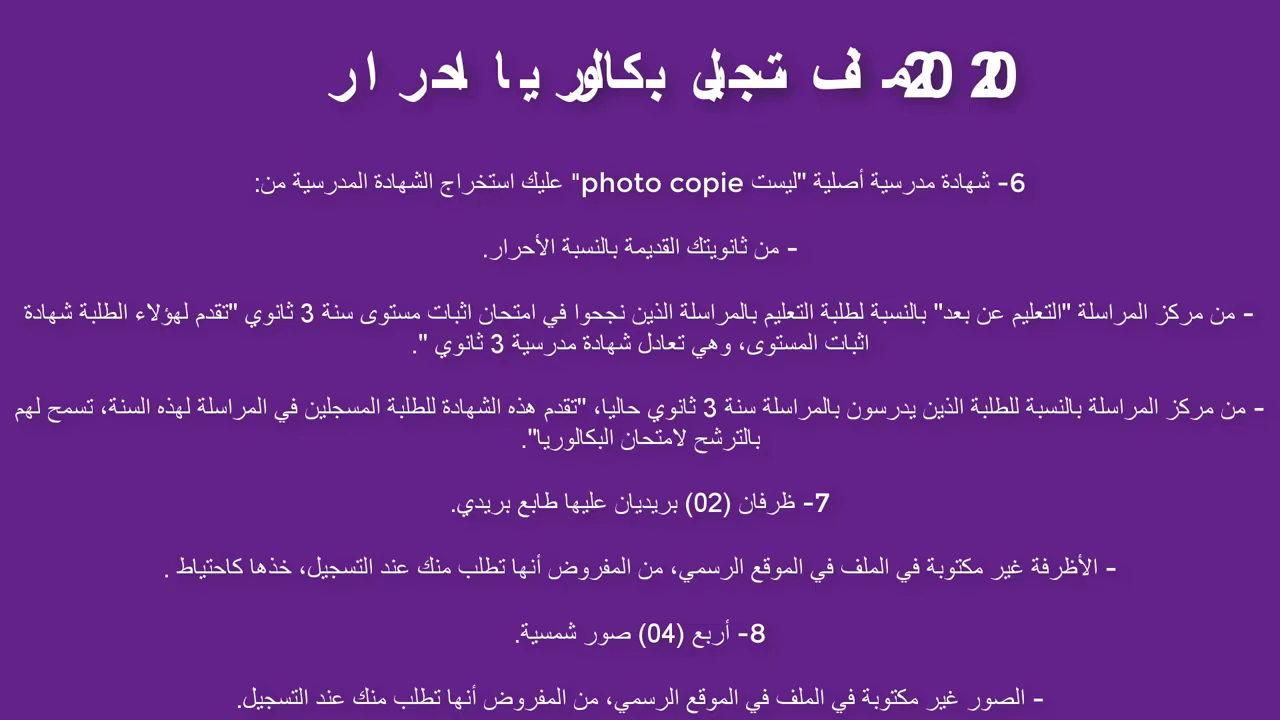 ملف تسجيل بكالوريا احرار 2020
6- شهادة مدرسية أصلية "ليست photo copie" عليك استخراج الشهادة المدرسية من:
- من ثانويتك القديمة بالنسبة الأحرار.
- من مركز المراسلة "التعليم عن بعد" بالنسبة لطلبة التعليم بالمراسلة الذين نجحوا في امتحان اثبات مستوى سنة 3 ثانوي "تقدم لهؤلاء الطلبة شهادة
اثبات المستوى، وهي تعادل شهادة مدرسية 3 ثانوي ".
- من مركز المراسلة بالنسبة للطلبة الذين يدرسون بالمراسلة سنة 3 ثانوي حاليا، "تقدم هذه الشهادة للطلبة المسجلين في المراسلة لهذه السنة، تسمح لهم
بالترشح لامتحان البكالوريا".
7- ظرفان (02) بريديان عليها طابع بريدي.
- الأظرفة غير مكتوبة في الملف في الموقع الرسمي، من المفروض أنها تطلب منك عند التسجيل، خذها كاحتياط .
8- أربع (04) صور شمسية.
- الصور غير مكتوبة في الملف في الموقع الرسمي، من المفروض أنها تطلب منك عند التسجيل.